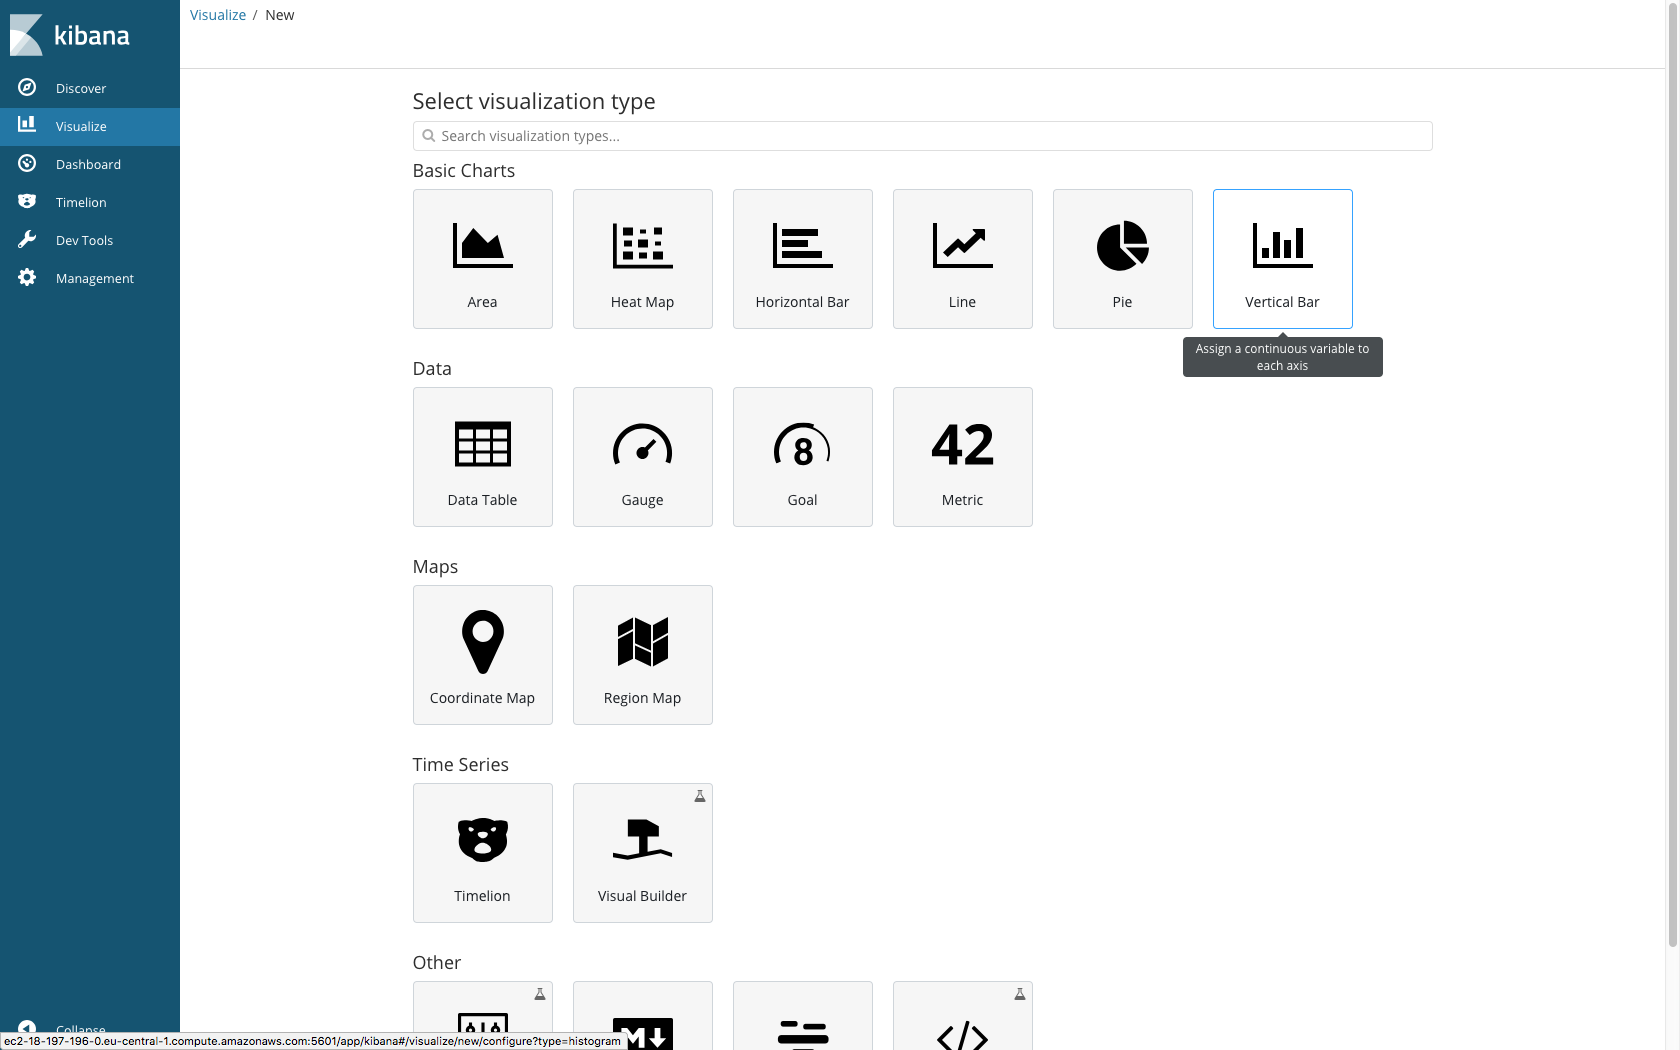 Visualize / New
kibana
Discover
Visualize
Dashboard
Timelion
Dev Tools
Management
Select visualization type
Search visualization types...
Basic Charts
Area
Heat Map
Horizontal Bar
Line
Pie
Vertical Bar
Assign a continuous variable to
each axis
Data
8
42
Data Table
Gauge
Goal
Metric
Maps
Coordinate Map
Region Map
Time Series
Timelion
Visual Builder
Other
M
</>
Collapse
ec2-18-197-196-0.eu-central-1.compute.amazonaws.com:5601/app/kibana#/visualize/new/configure?type=histogram